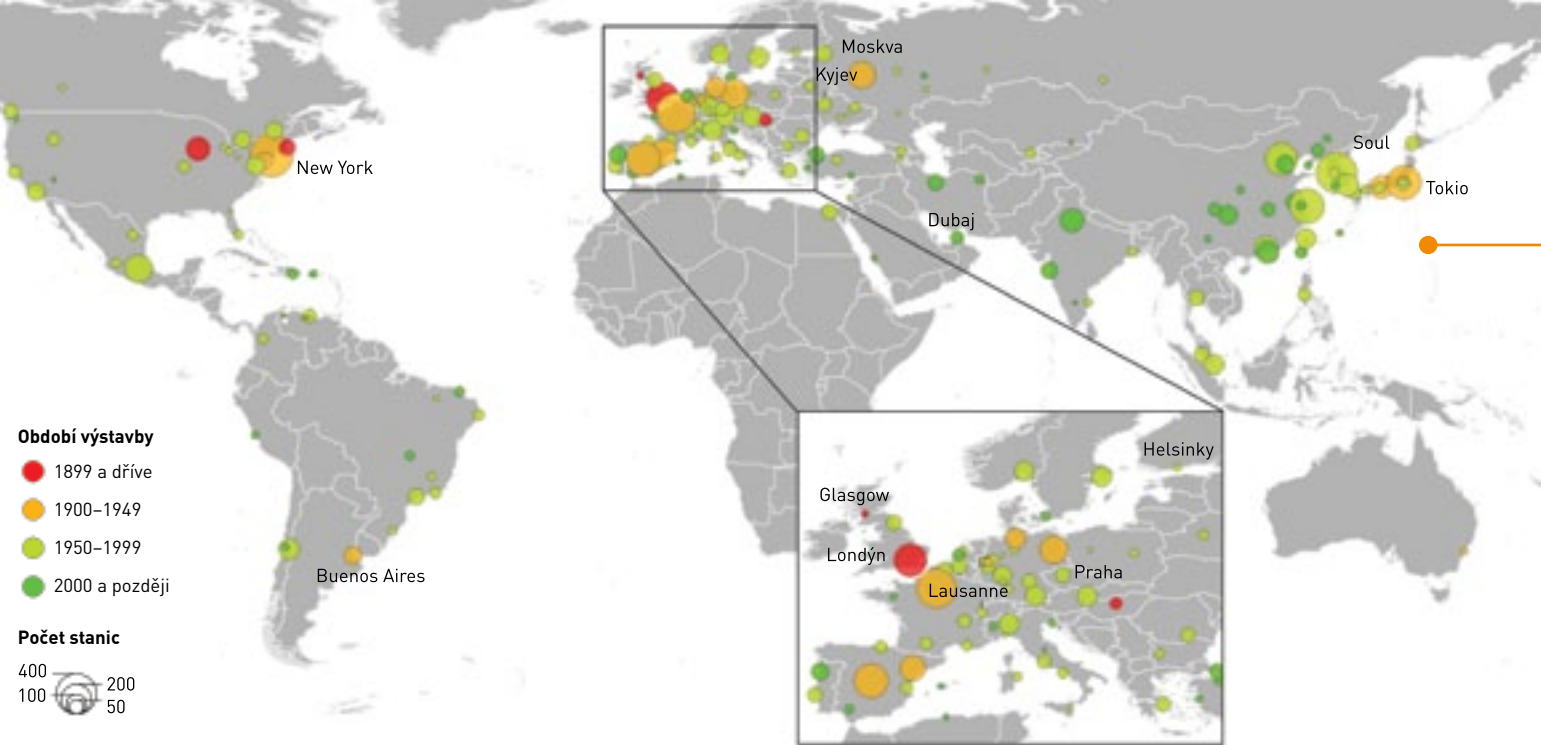 Moskva
Kyjev
Soul
New York
Tokio
Dubaj
Období výstavby
1899 a dříve
1900–1949
1950–1999
2000 a později
Buenos Aires
Počet stanic
400
200
100
50
Helsinky
Glasgow
Londýn
Praha
Lausanne